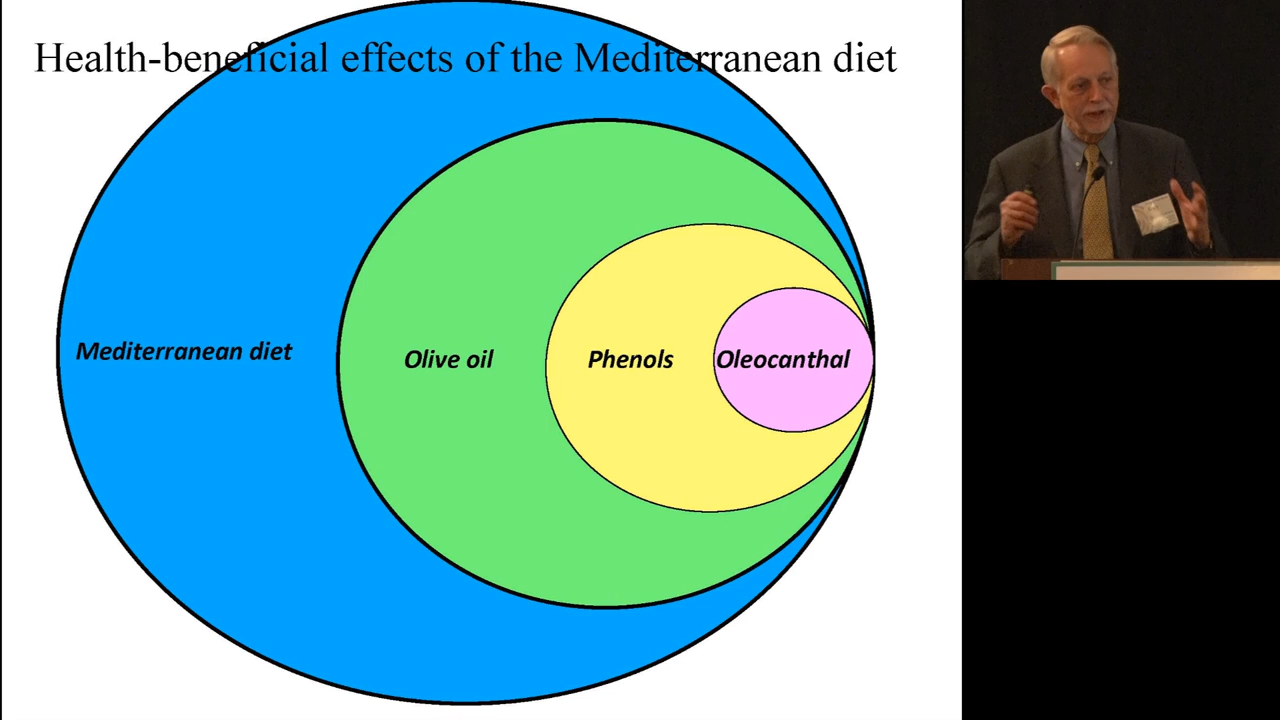 Health-beneficial effects of the Mediterranean diet
Mediterranean diet
Olive oil
Phenols
Oleocanthal